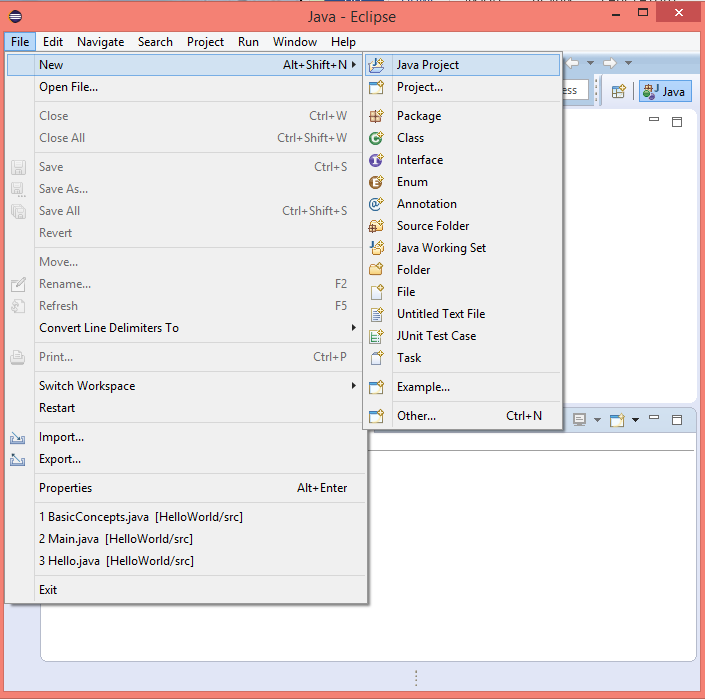 Java - Eclipse
File Edit Navigate Search Project Run Window Help
New Alt+Shift+N
Open File...
Close Ctrl+W
Close All Ctrl+Shift+W
Save Ctrl+S
Save As...
Save All Ctrl+Shift+S
Revert
Move...
Rename... F2
Refresh F5
Convert Line Delimiters To
Print... Ctrl+P
Switch Workspace
Restart
Import...
Export...
Properties Alt+Enter
1 BasicConcepts.java [HelloWorld/src]
2 Main.java [HelloWorld/src]
3 Hello.java [HelloWorld/src]
Exit
Java Project
Project...
Package
Class
Interface
Enum
Annotation
Source Folder
Java Working Set
Folder
File
Untitled Text File
JUnit Test Case
Task
Example...
Other... Ctrl+N
ess
Java